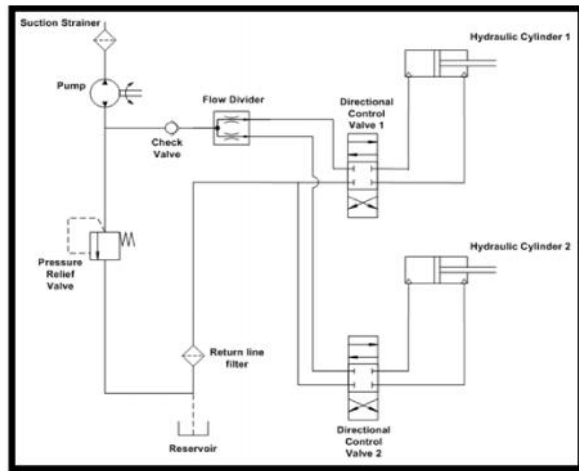 Suction Strainer
Pump
Flow Divider
Check
Valve
Directional
Control
Valve 1
Hydraulic Cylinder 1
Pressure
Relief
Valve
Hydraulic Cylinder 2
Return line
filter
Reservoir
Directional
Control
Valve 2